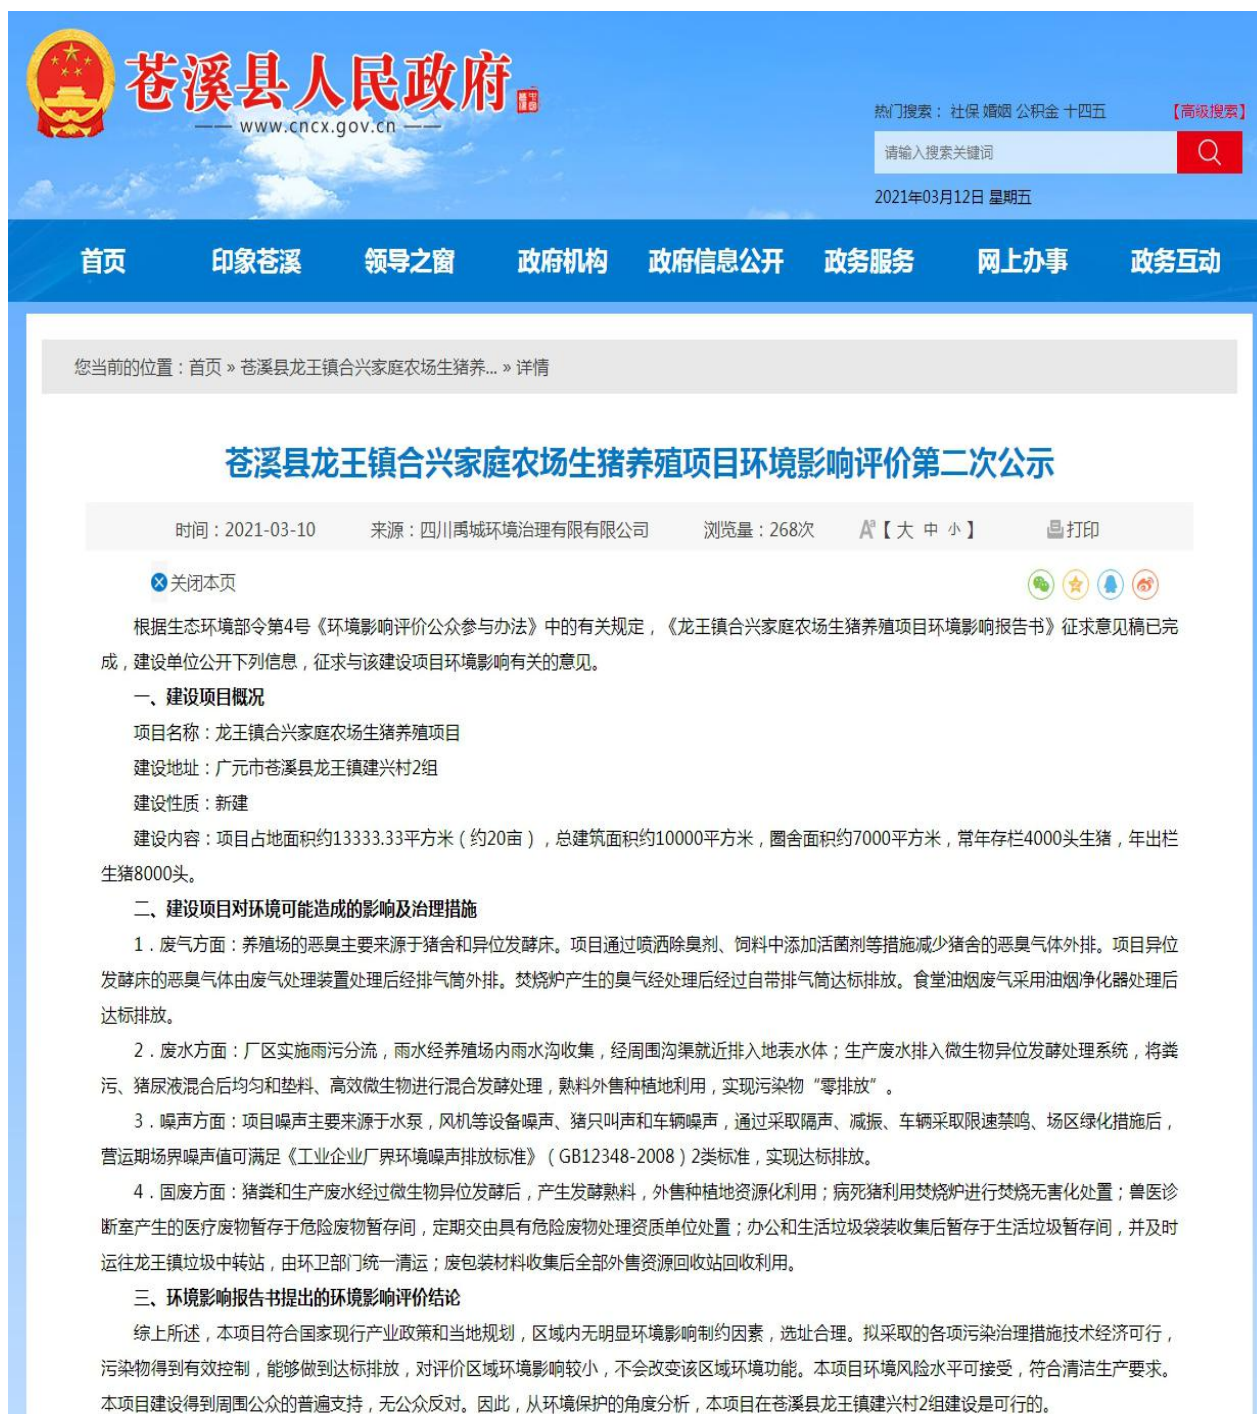 苍溪县人民政府
—— www.cncx.gov.cn ——
热门搜索： 社保 婚姻 公积金 十四五 【高级搜索】
请输入搜索关键词
2021年03月12日 星期五
首页 印象苍溪 领导之窗 政府机构 政府信息公开 政务服务 网上办事 政务互动
您当前的位置：首页 » 苍溪县龙王镇合兴家庭农场生猪养... » 详情
苍溪县龙王镇合兴家庭农场生猪养殖项目环境影响评价第二次公示
时间：2021-03-10 来源：四川禹城环境治理有限有限公司 浏览量：268次 【 大 中 小 】 打印
关闭本页
根据生态环境部令第4号《环境影响评价公众参与办法》中的有关规定，《龙王镇合兴家庭农场生猪养殖项目环境影响报告书》征求意见稿已完
成，建设单位公开下列信息，征求与该建设项目环境影响有关的意见。
一、建设项目概况
项目名称：龙王镇合兴家庭农场生猪养殖项目
建设地址：广元市苍溪县龙王镇建兴村2组
建设性质：新建
建设内容：项目占地面积约13333.33平方米（约20亩），总建筑面积约10000平方米，圈舍面积约7000平方米，常年存栏4000头生猪，年出栏
生猪8000头。
二、建设项目对环境可能造成的影响及治理措施
1．废气方面：养殖场的恶臭主要来源于猪舍和异位发酵床。项目通过喷洒除臭剂、饲料中添加活菌剂等措施减少猪舍的恶臭气体外排。项目异位
发酵床的恶臭气体由废气处理装置处理后经排气筒外排。焚烧炉产生的臭气经处理后经过自带排气筒达标排放。食堂油烟废气采用油烟净化器处理后
达标排放。
2．废水方面：厂区实施雨污分流，雨水经养殖场内雨水沟收集，经周围沟渠就近排入地表水体；生产废水排入微生物异位发酵处理系统，将粪
污、猪尿液混合后均匀和垫料、高效微生物进行混合发酵处理，熟料外售种植地利用，实现污染物“零排放”。
3．噪声方面：项目噪声主要来源于水泵，风机等设备噪声、猪只叫声和车辆噪声，通过采取隔声、减振、车辆采取限速禁鸣、场区绿化措施后，
营运期场界噪声值可满足《工业企业厂界环境噪声排放标准》（GB12348-2008）2类标准，实现达标排放。
4．固废方面：猪粪和生产废水经过微生物异位发酵后，产生发酵熟料，外售种植地资源化利用；病死猪利用焚烧炉进行焚烧无害化处置；兽医诊
断室产生的医疗废物暂存于危险废物暂存间，定期交由具有危险废物处理资质单位处置；办公和生活垃圾袋装收集后暂存于生活垃圾暂存间，并及时
运往龙王镇垃圾中转站，由环卫部门统一清运；废包装材料收集后全部外售资源回收站回收利用。
三、环境影响报告书提出的环境影响评价结论
综上所述，本项目符合国家现行产业政策和当地规划，区域内无明显环境影响制约因素，选址合理。拟采取的各项污染治理措施技术经济可行，
污染物得到有效控制，能够做到达标排放，对评价区域环境影响较小，不会改变该区域环境功能。本项目环境风险水平可接受，符合清洁生产要求。
本项目建设得到周围公众的普遍支持，无公众反对。因此，从环境保护的角度分析，本项目在苍溪县龙王镇建兴村2组建设是可行的。